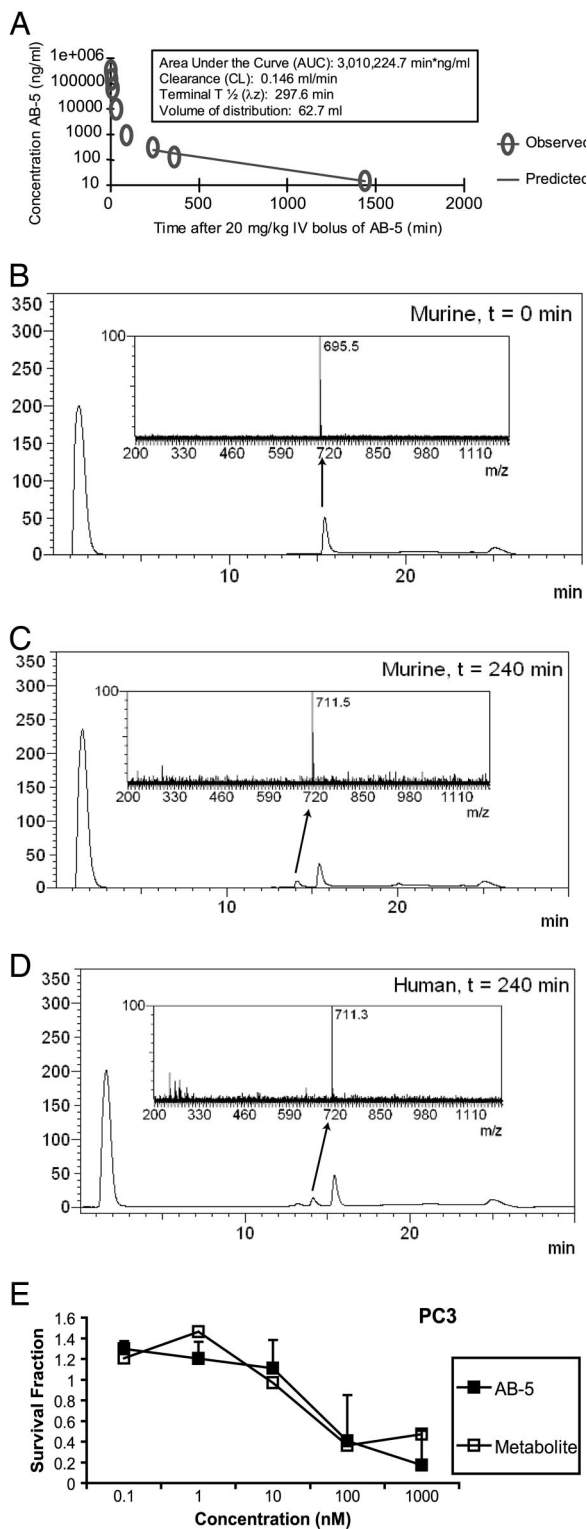 A
Concentration AB-5 (ng/ml)
1e+006
100000
10000
1000
100
10
Area Under the Curve (AUC): 3,010,224.7 min*ng/ml)
Clearance (CL): 0.146 ml/min)
Terminal T ½ (λz): 297.6 min)
Volume of distribution: 62.7 ml
0 500 1000 1500 2000
Time after 20 mg/kg IV bolus of AB-5 (min)
Observed
Predicted
B
350
300
250
200
150
100
50
0
Murine, t = 0 min
100
695.5
200 330 460 590 720 850 980 1110
m/z
10 20
min
C
350
300
250
200
150
100
50
0
Murine, t = 240 min
100
711.5
200 330 460 590 720 850 980 1110
m/z
10 20
min
D
350
300
250
200
150
100
50
0
Human, t = 240 min
100
711.3
200 330 460 590 720 850 980 1110
m/z
10 20
min
E
PC3
Survival Fraction
1.6
1.4
1.2
0.8
0.6
0.4
0.2
0
0.1 1 10 100 1000
Concentration (nM)
AB-5
Metabolite